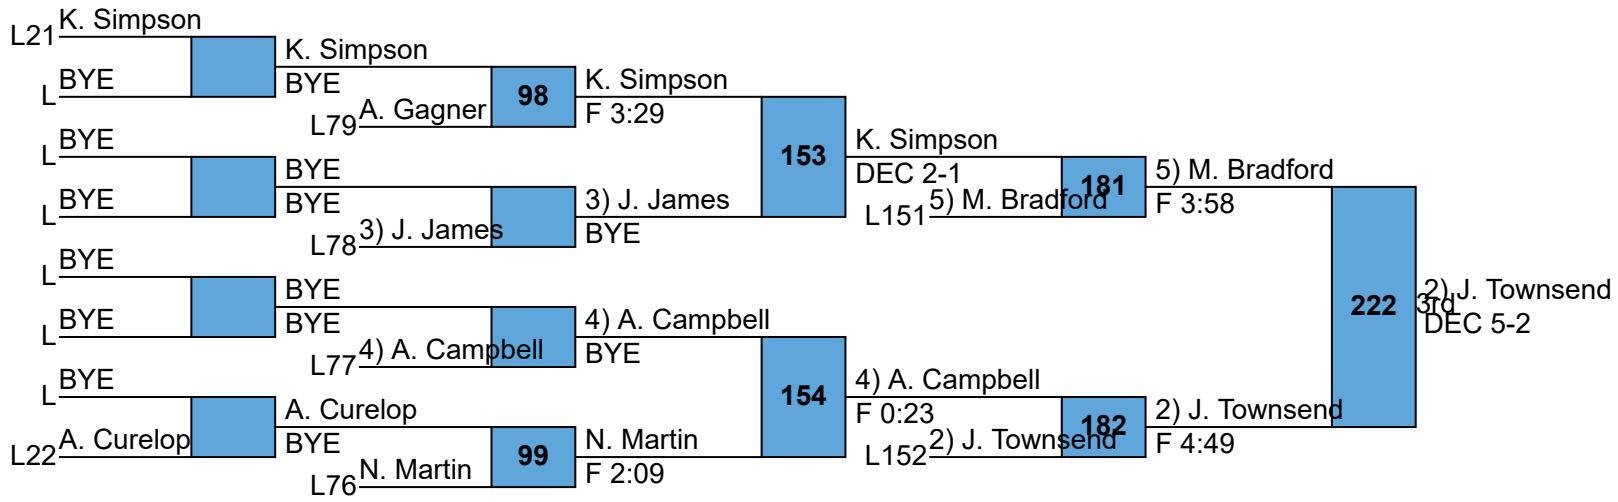 K. Simpson
L21
K. Simpson
BYE
L
BYE
K. Simpson
98
A. Gagner
F 3:29
L79
BYE
L
K. Simpson
153
BYE
DEC 2-1
5) M. Bradford
181
BYE
L
BYE
3) J. James
5) M. Bradford
F 3:58
L151
3) J. James
BYE
L78
BYE
L
BYE
2) J. Townsend
222
3rd
BYE
L
BYE
4) A. Campbell
DEC 5-2
4) A. Campbell
BYE
L77
BYE
L
4) A. Campbell
154
A. Curelop
F 0:23
2) J. Townsend
182
A. Curelop
L22
BYE
N. Martin
2) J. Townsend
F 4:49
L152
99
N. Martin
F 2:09
L76